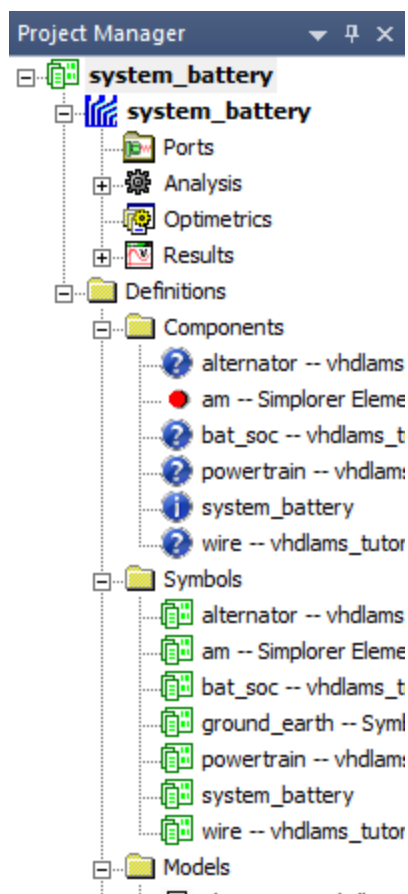 Project Manager
system_battery
system_battery
Ports
Analysis
Optimetrics
Results
Definitions
Components
alternator -- vhdlams
am -- Simplorer Eleme
bat_soc -- vhdlams_t
powertrain -- vhdlams
system_battery
wire -- vhdlams_tutor
Symbols
alternator -- vhdlams
am -- Simplorer Eleme
bat_soc -- vhdlams_t
ground_earth -- Symb
powertrain -- vhdlams
system_battery
wire -- vhdlams_tutor
Models